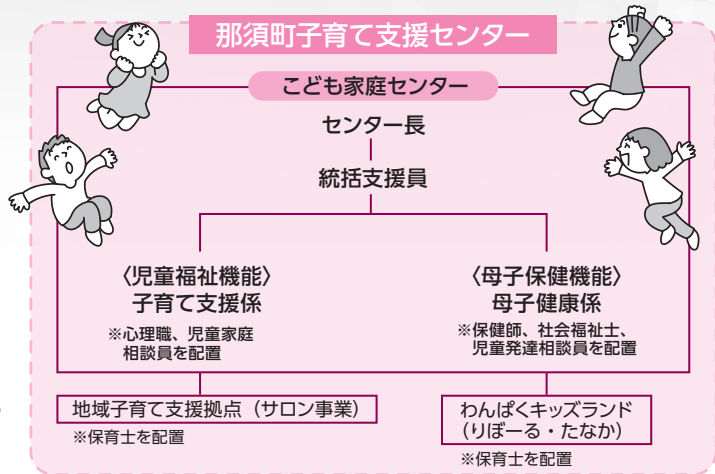 那須町子育て支援センター
こども家庭センター
センター長
統括支援員
〈児童福祉機能〉
子育て支援係
※心理職、児童家庭
相談員を配置
〈母子保健機能〉
母子健康係
※保健師、社会福祉士、
児童発達相談員を配置
地域子育て支援拠点（サロン事業）
※保育士を配置
わんぱくキッズランド
（りぼーる・たなか）
※保育士を配置